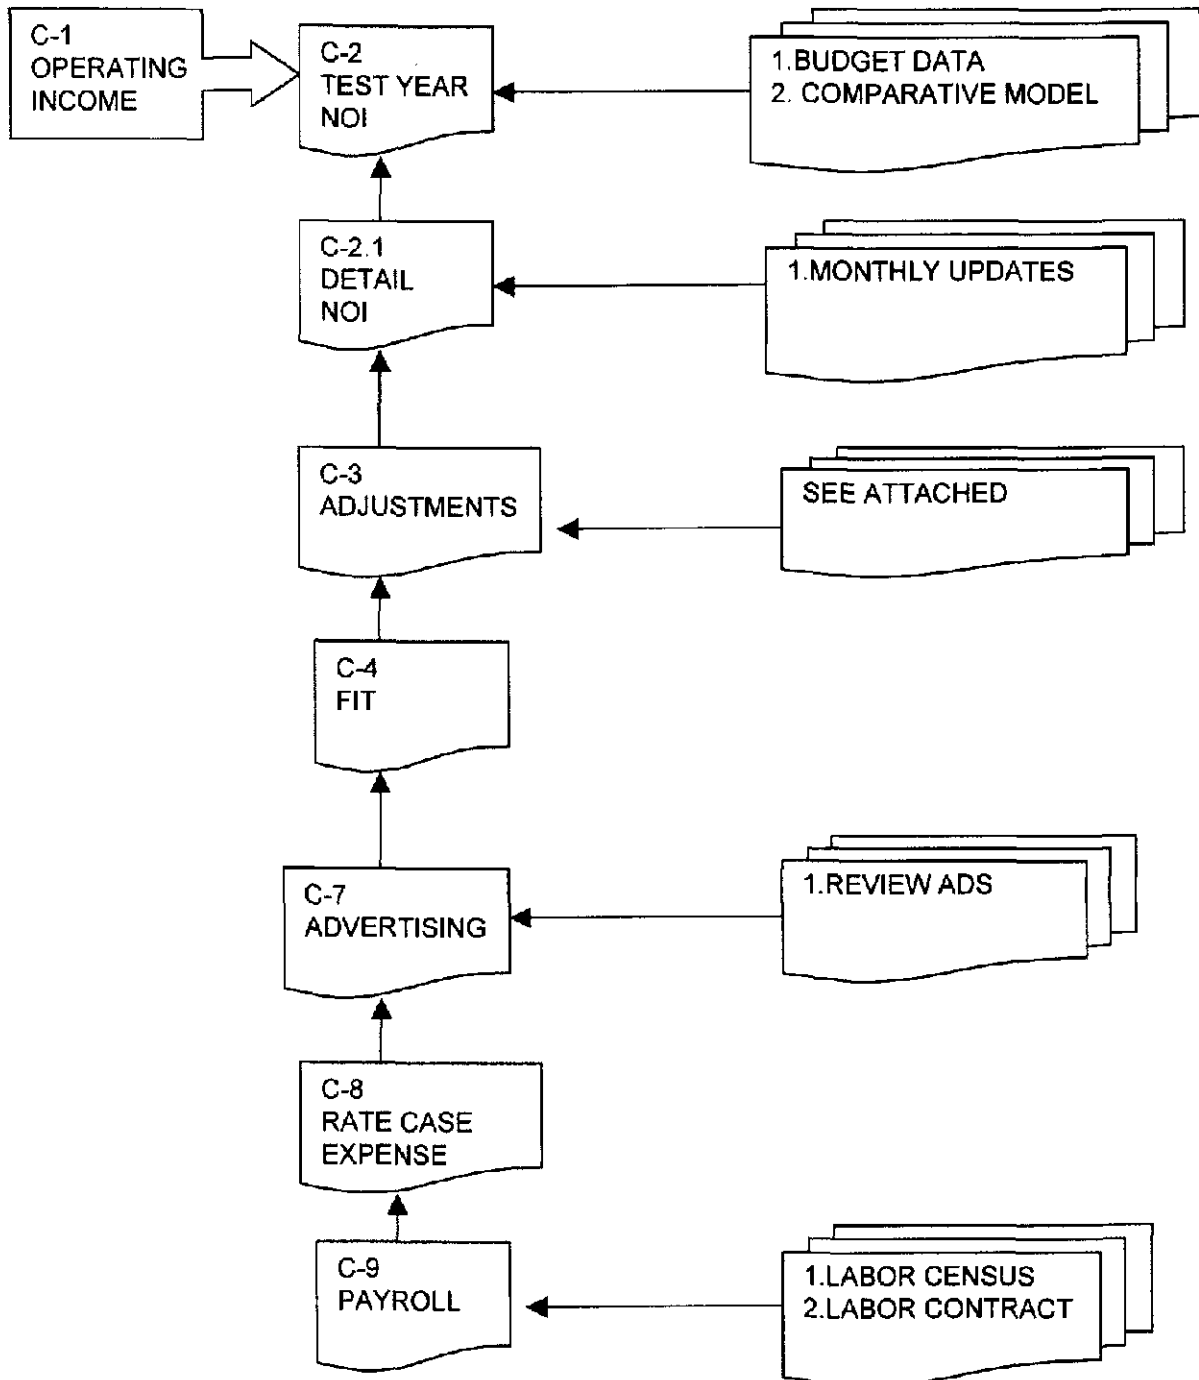 C-1
OPERATING
INCOME
C-2
TEST YEAR
NOI
1.BUDGET DATA
2. COMPARATIVE MODEL
C-2.1
DETAIL
NOI
1.MONTHLY UPDATES
C-3
ADJUSTMENTS
SEE ATTACHED
C-4
FIT
C-7
ADVERTISING
1.REVIEW ADS
C-8
RATE CASE
EXPENSE
C-9
PAYROLL
1.LABOR CENSUS
2.LABOR CONTRACT